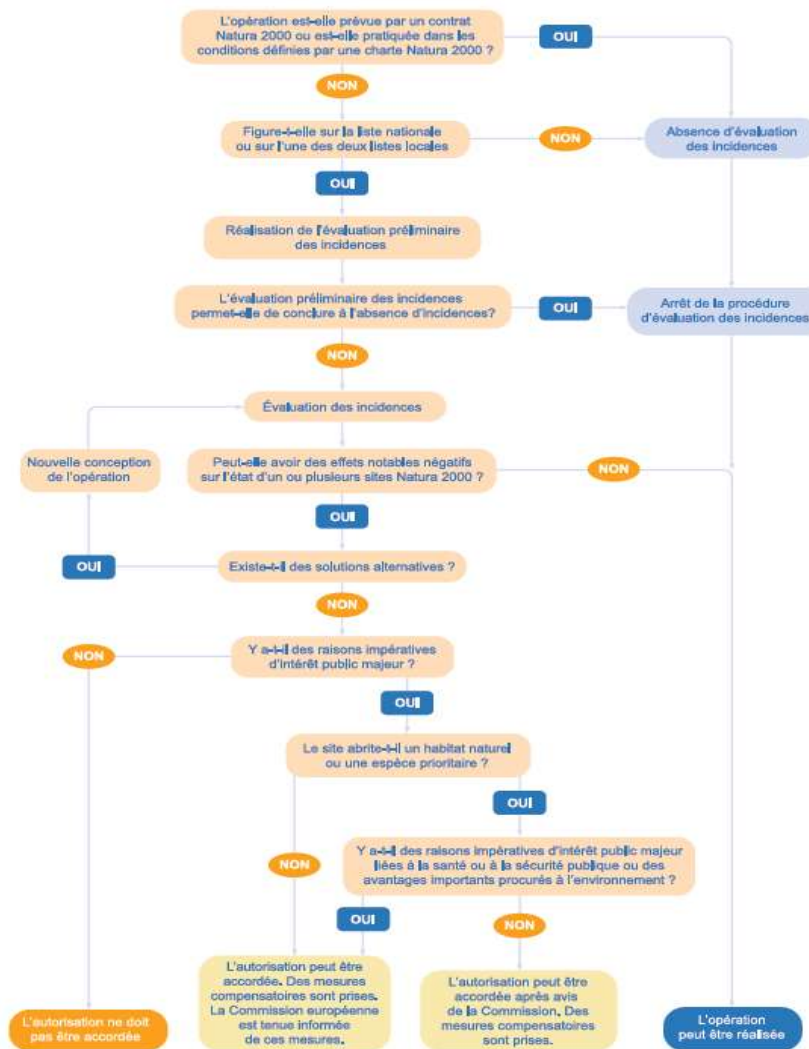 L'opération est-elle prévue par un contrat
Natura 2000 ou est-elle pratiquée dans les
conditions définies par une charte Natura 2000 ?
OUI
NON
Figure-t-elle sur la liste nationale
ou sur l'une des deux listes locales
NON
Absence d'évaluation
des incidences
OUI
Réalisation de l'évaluation préliminaire
des incidences
L'évaluation préliminaire des incidences
permet-elle de conclure à l'absence d'incidences?
OUI
Arrêt de la procédure
d'évaluation des incidences
NON
Évaluation des incidences
Nouvelle conception
de l'opération
Peut-elle avoir des effets notables négatifs
sur l'état d'un ou plusieurs sites Natura 2000 ?
NON
OUI
OUI
Existe-t-il des solutions alternatives ?
NON
NON
Y a-t-il des raisons impératives
d'intérêt public majeur ?
OUI
Le site abrite-t-il un habitat naturel
ou une espèce prioritaire ?
OUI
NON
Y a-t-il des raisons impératives d'intérêt public majeur
liées à la santé ou à la sécurité publique ou des
avantages importants procurés à l'environnement ?
OUI
NON
L'autorisation ne doit
pas être accordée
L'autorisation peut être
accordée. Des mesures
compensatoires sont prises.
La Commission européenne
est tenue informée
de ces mesures.
L'autorisation peut être
accordée après avis
de la Commission. Des
mesures compensatoires
sont prises.
L'opération
peut être réalisée